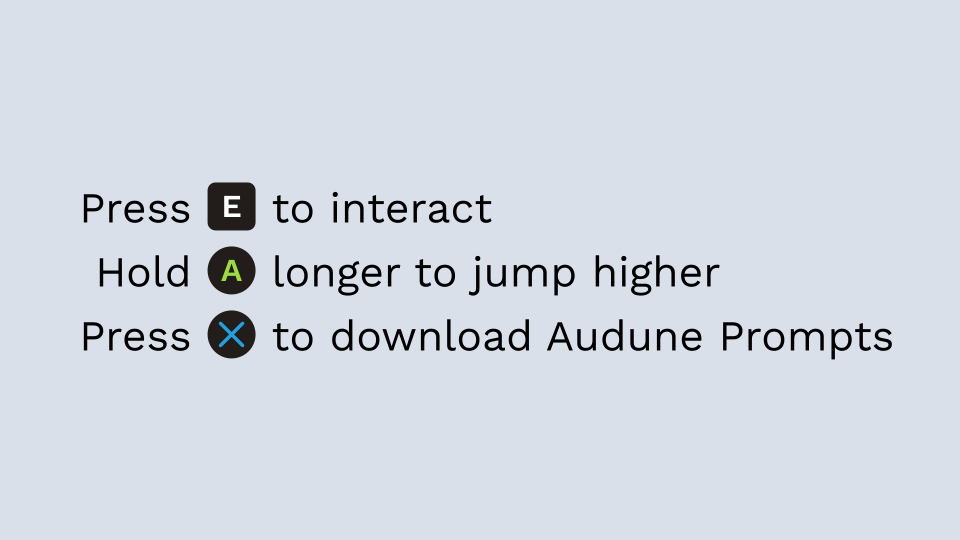 Press E to interact
Hold A longer to jump higher
Press ✕ to download Audune Prompts